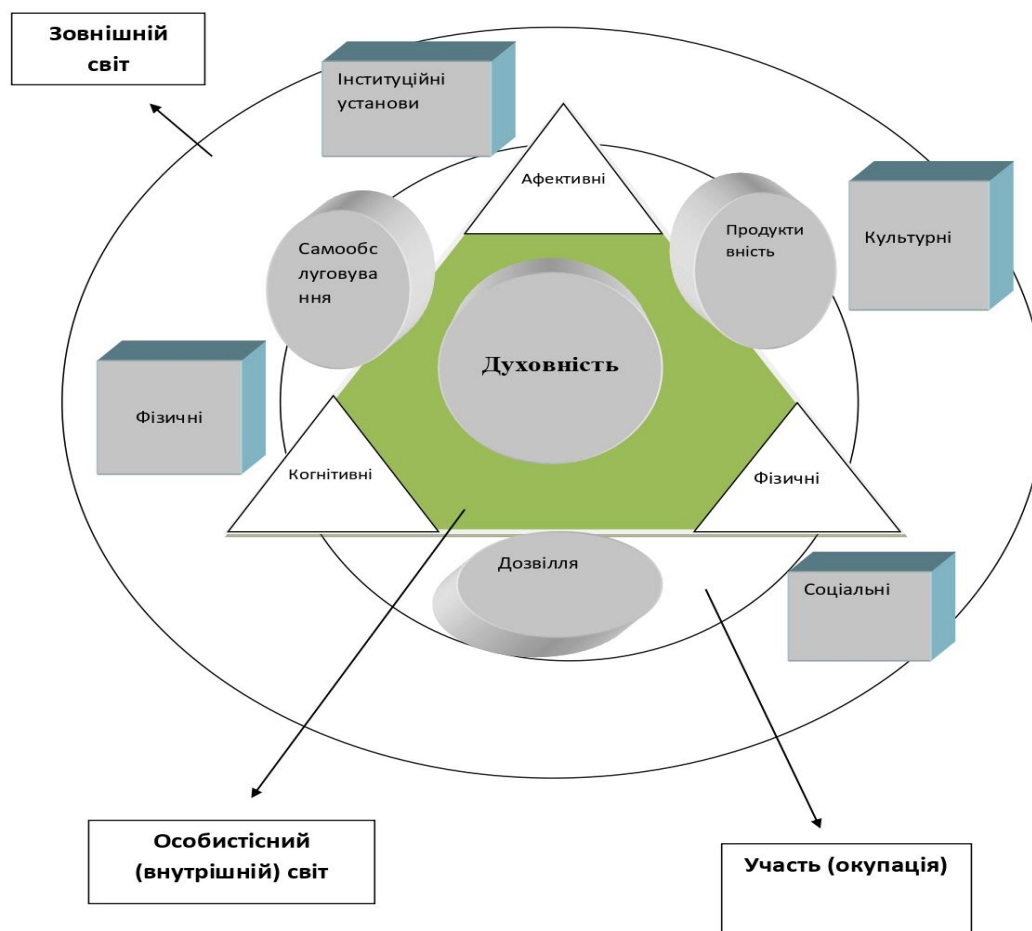 Зовнішній
світ
Інституційні
установи
Афективні
Продукти
вність
Культурні
Самообс
луговува
ння
Духовність
Фізичні
Когнітивні
Фізичні
Дозвілля
Соціальні
Особистісний
(внутрішній) світ
Участь (окупація)